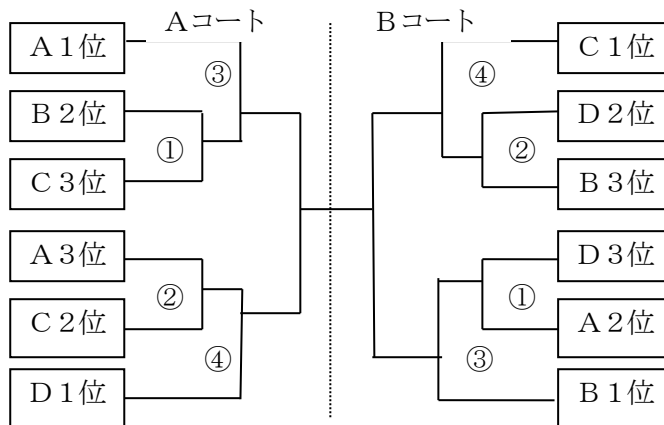 Aコート
Bコート
A1位
③
B2位
①
C3位
A3位
②
C2位
④
D1位
C1位
④
D2位
②
B3位
D3位
①
A2位
③
B1位